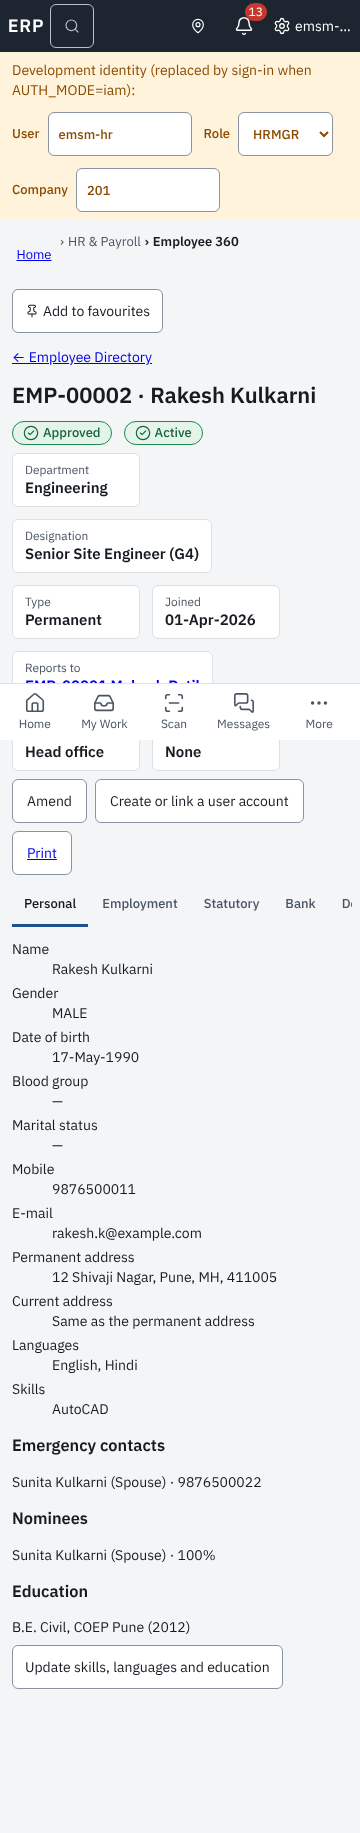 ERP
13
emsm-...
Development identity (replaced by sign-in when
AUTH_MODE=iam):
User emsm-hr Role HRMGR
Company 201
Home › HR & Payroll › Employee 360
Add to favourites
← Employee Directory
EMP-00002 · Rakesh Kulkarni
Approved Active
Department
Engineering
Designation
Senior Site Engineer (G4)
Type
Permanent
Joined
01-Apr-2026
Reports to
Home My Work Scan Messages More
Head office None
Amend Create or link a user account
Print
Personal Employment Statutory Bank
Name
Rakesh Kulkarni
Gender
MALE
Date of birth
17-May-1990
Blood group
—
Marital status
—
Mobile
9876500011
E-mail
rakesh.k@example.com
Permanent address
12 Shivaji Nagar, Pune, MH, 411005
Current address
Same as the permanent address
Languages
English, Hindi
Skills
AutoCAD
Emergency contacts
Sunita Kulkarni (Spouse) · 9876500022
Nominees
Sunita Kulkarni (Spouse) · 100%
Education
B.E. Civil, COEP Pune (2012)
Update skills, languages and education